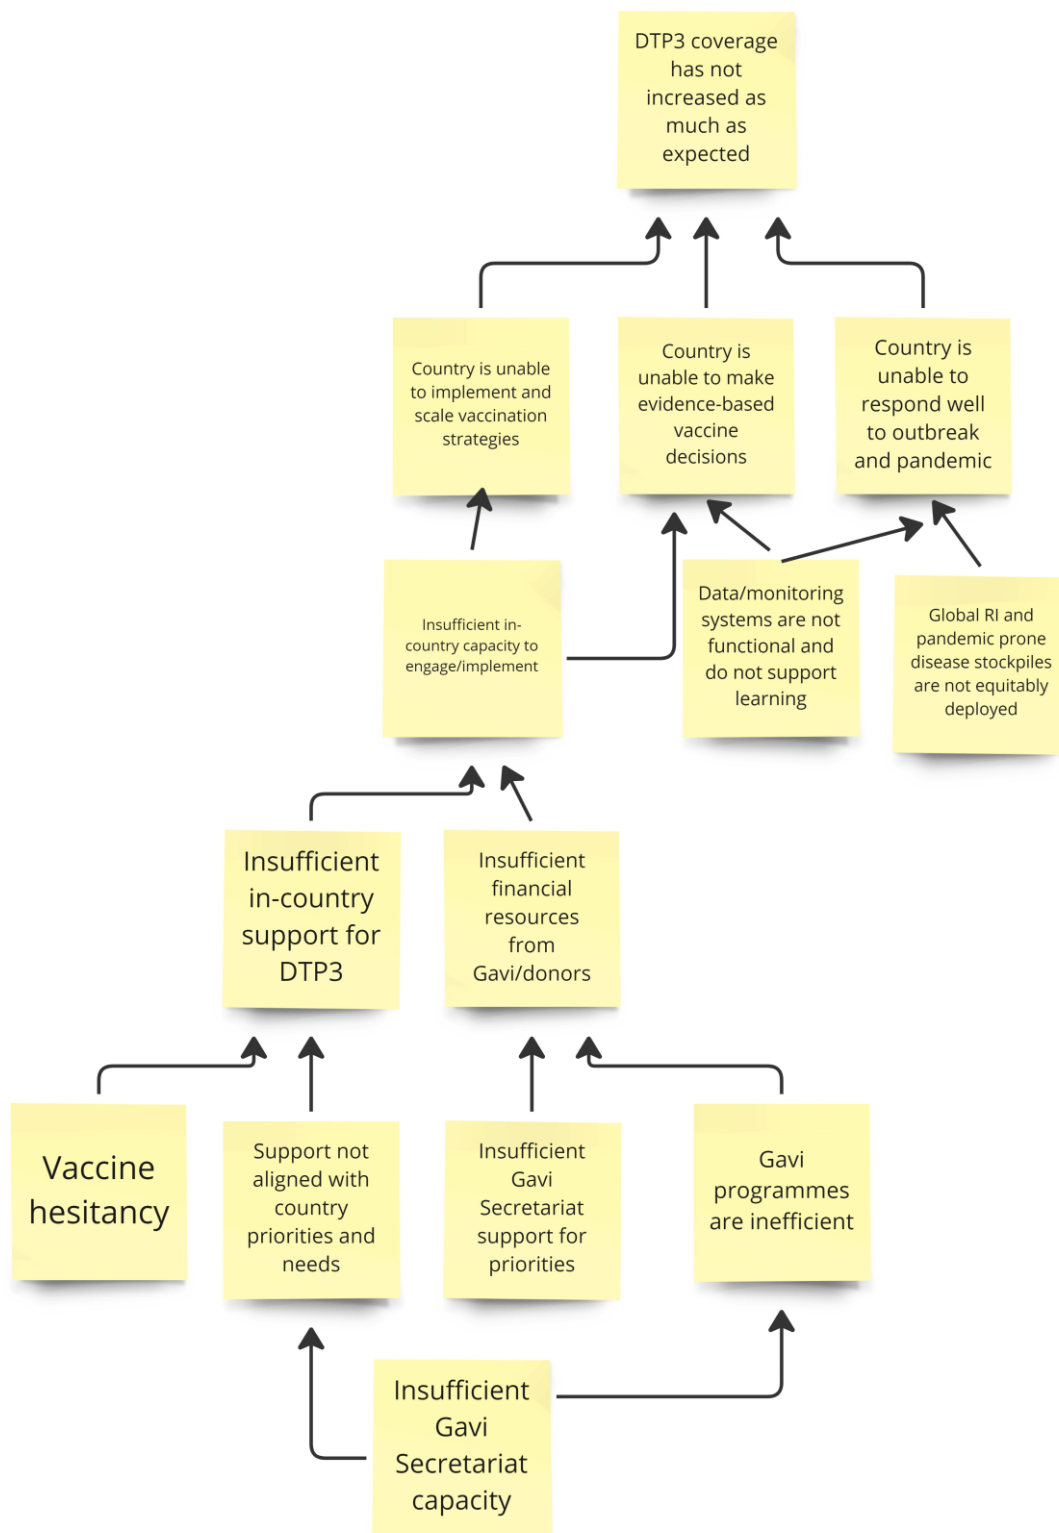 DTP3 coverage
has not
increased as
much as
expected
Country is unable
to implement and
scale vaccination
strategies
Country is
unable to make
evidence-based
vaccine
decisions
Country is
unable to
respond well
to outbreak
and pandemic
Insufficient in-
country capacity to
engage/implement
Data/monitoring
systems are not
functional and
do not support
learning
Global RI and
pandemic prone
disease stockpiles
are not equitably
deployed
Insufficient
in-country
support for
DTP3
Insufficient
financial
resources
from
Gavi/donors
Vaccine
hesitancy
Support not
aligned with
country
priorities and
needs
Insufficient
Gavi
Secretariat
support for
priorities
Gavi
programmes
are inefficient
Insufficient
Gavi
Secretariat
capacity